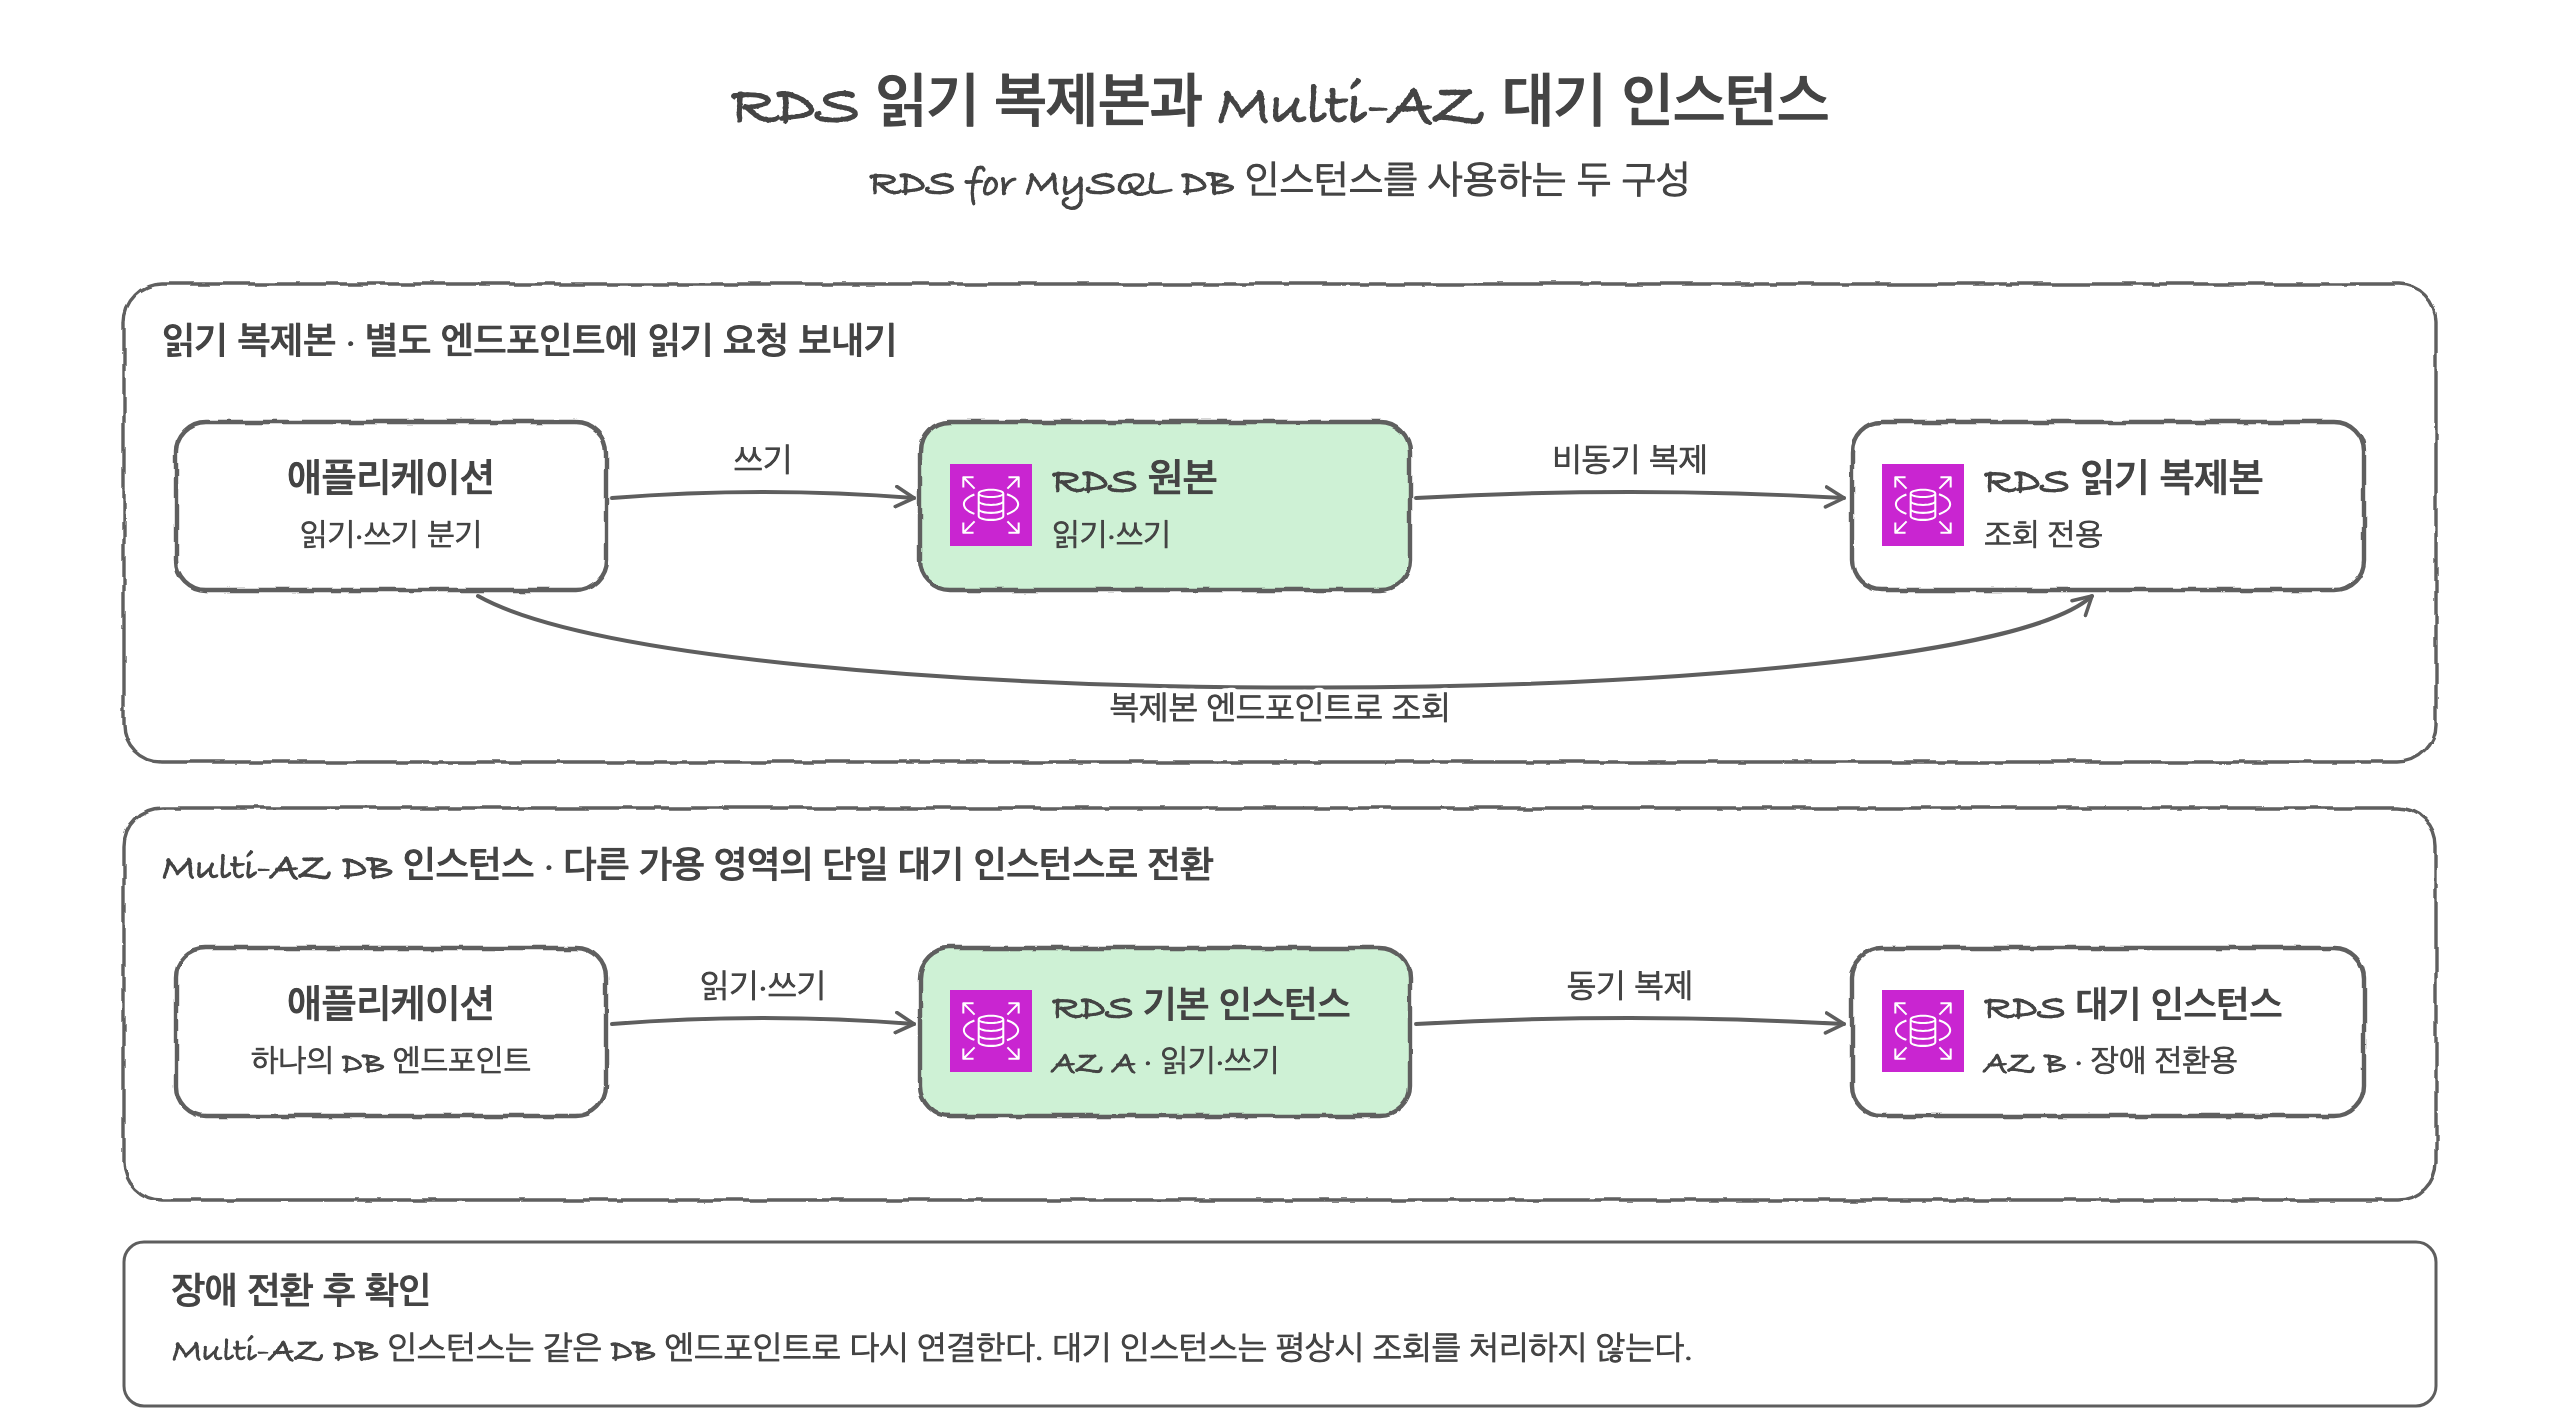 RDS 읽기 복제본과 Multi-AZ 대기 인스턴스
RDS for MySQL DB 인스턴스를 사용하는 두 구성
읽기 복제본 · 별도 엔드포인트에 읽기 요청 보내기
애플리케이션
읽기·쓰기 분기
쓰기
RDS 원본
읽기·쓰기
비동기 복제
RDS 읽기 복제본
조회 전용
복제본 엔드포인트로 조회
Multi-AZ DB 인스턴스 · 다른 가용 영역의 단일 대기 인스턴스로 전환
애플리케이션
하나의 DB 엔드포인트
읽기·쓰기
RDS 기본 인스턴스
AZ A · 읽기·쓰기
동기 복제
RDS 대기 인스턴스
AZ B · 장애 전환용
장애 전환 후 확인
Multi-AZ DB 인스턴스는 같은 DB 엔드포인트로 다시 연결한다. 대기 인스턴스는 평상시 조회를 처리하지 않는다.